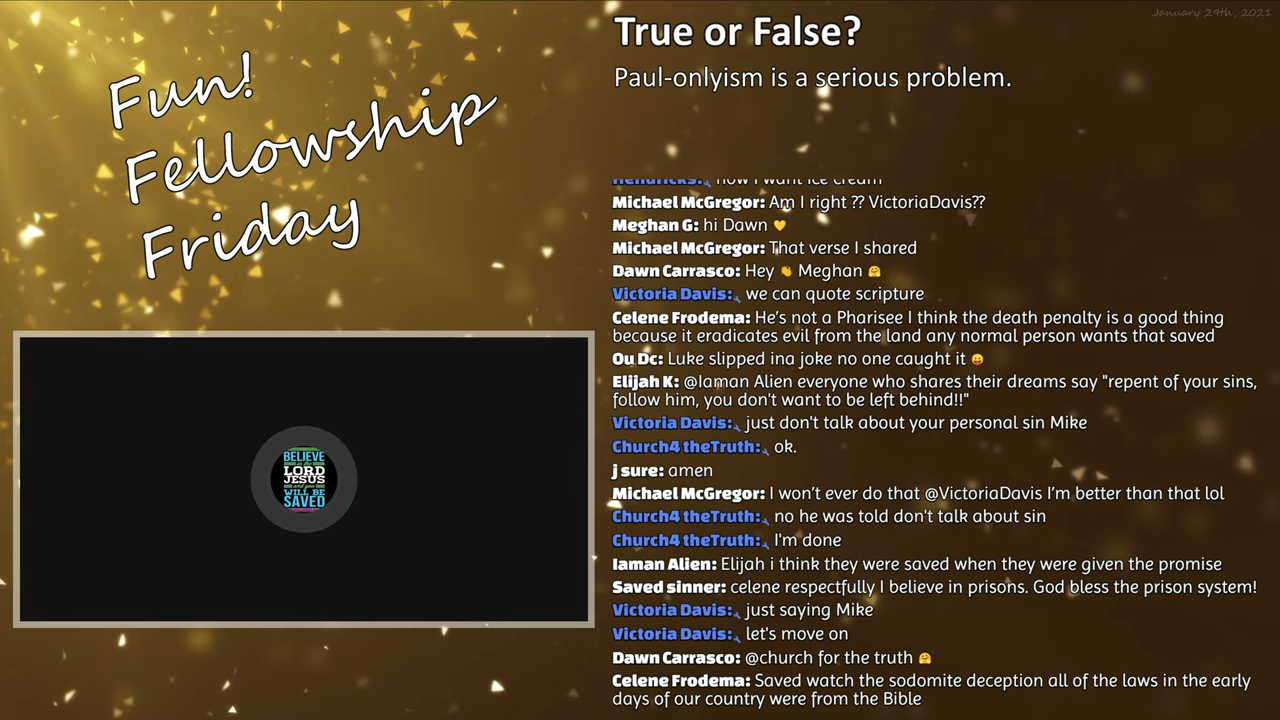 January 29th, 2021
Fun!
Fellowship
Friday
True or False?
Paul-onlyism is a serious problem.
Hendricks: now I want ice cream
Michael McGregor: Am I right ?? VictoriaDavis??
Meghan G: hi Dawn 💛
Michael McGregor: That verse I shared
Dawn Carrasco: Hey 👋 Meghan 🤗
Victoria Davis: we can quote scripture
Celene Frodema: He's not a Pharisee I think the death penalty is a good thing
because it eradicates evil from the land any normal person wants that saved
Ou Dc: Luke slipped ina joke no one caught it 😛
Elijah K: @Iaman Alien everyone who shares their dreams say "repent of your sins,
follow him, you don't want to be left behind!!"
Victoria Davis: just don't talk about your personal sin Mike
Church4 theTruth: ok.
j sure: amen
Michael McGregor: I won't ever do that @VictoriaDavis I'm better than that lol
Church4 theTruth: no he was told don't talk about sin
Church4 theTruth: I'm done
Iaman Alien: Elijah i think they were saved when they were given the promise
Saved sinner: celene respectfully I believe in prisons. God bless the prison system!
Victoria Davis: just saying Mike
Victoria Davis: let's move on
Dawn Carrasco: @church for the truth 🤗
Celene Frodema: Saved watch the sodomite deception all of the laws in the early
days of our country were from the Bible
BELIEVE
in the
LORD
JESUS
and you
WILL BE
SAVED